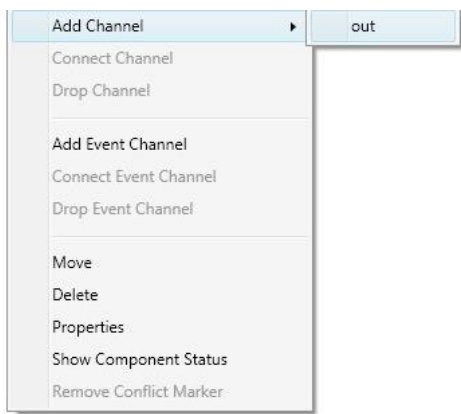 Add Channel
out
Connect Channel
Drop Channel
Add Event Channel
Connect Event Channel
Drop Event Channel
Move
Delete
Properties
Show Component Status
Remove Conflict Marker